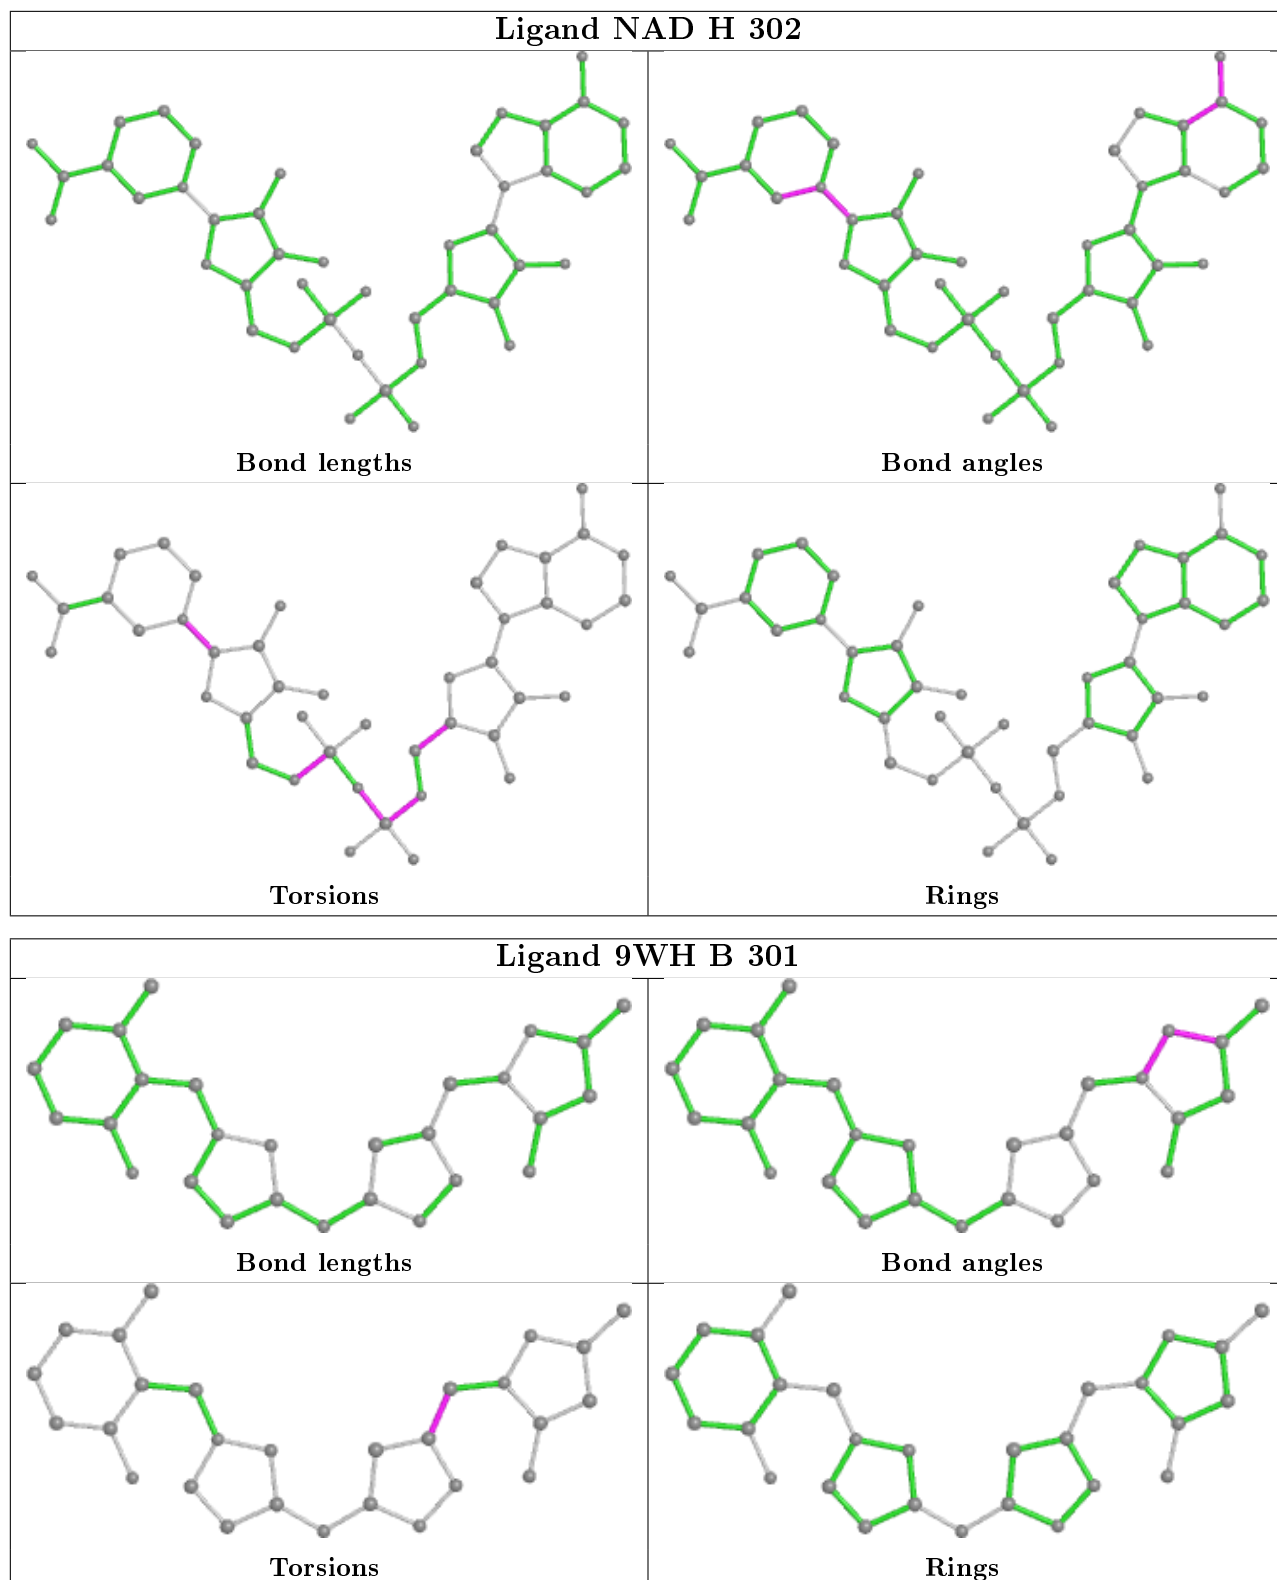 Ligand NAD H 302
Bond lengths
Bond angles
Torsions
Rings
Ligand 9WH B 301
Bond lengths
Bond angles
Torsions
Rings